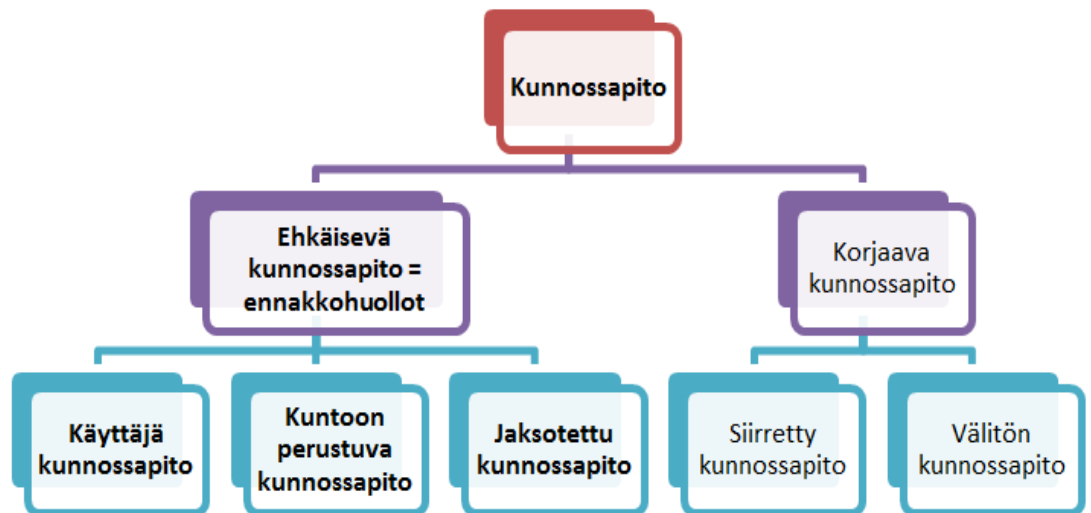 Kunnossapito
Ehkäisevä
kunnossapito =
ennakkohuollot
Korjaava
kunnossapito
Käyttäjä
kunnossapito
Kuntoon
perustuva
kunnossapito
Jaksotettu
kunnossapito
Siirretty
kunnossapito
Välitön
kunnossapito